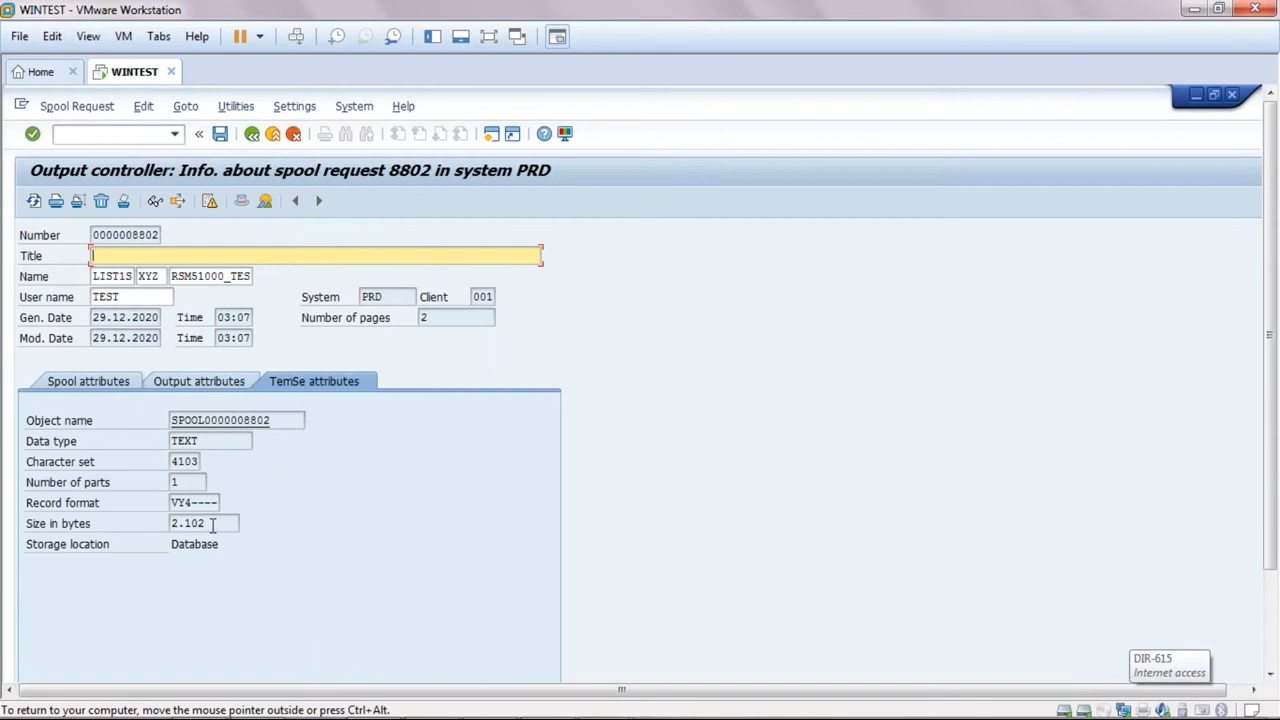 WINTEST - VMware Workstation
File Edit View VM Tabs Help
Home WINTEST
Spool Request Edit Goto Utilities Settings System Help
Output controller: Info. about spool request 8802 in system PRD
Number 0000008802
Title
Name LIST1S XYZ RSM51000_TES
User name TEST System PRD Client 001
Gen. Date 29.12.2020 Time 03:07 Number of pages 2
Mod. Date 29.12.2020 Time 03:07
Spool attributes Output attributes TemSe attributes
Object name SPOOL0000008802
Data type TEXT
Character set 4103
Number of parts 1
Record format VY4----
Size in bytes 2.102
Storage location Database
DIR-615
Internet access
To return to your computer, move the mouse pointer outside or press Ctrl+Alt.